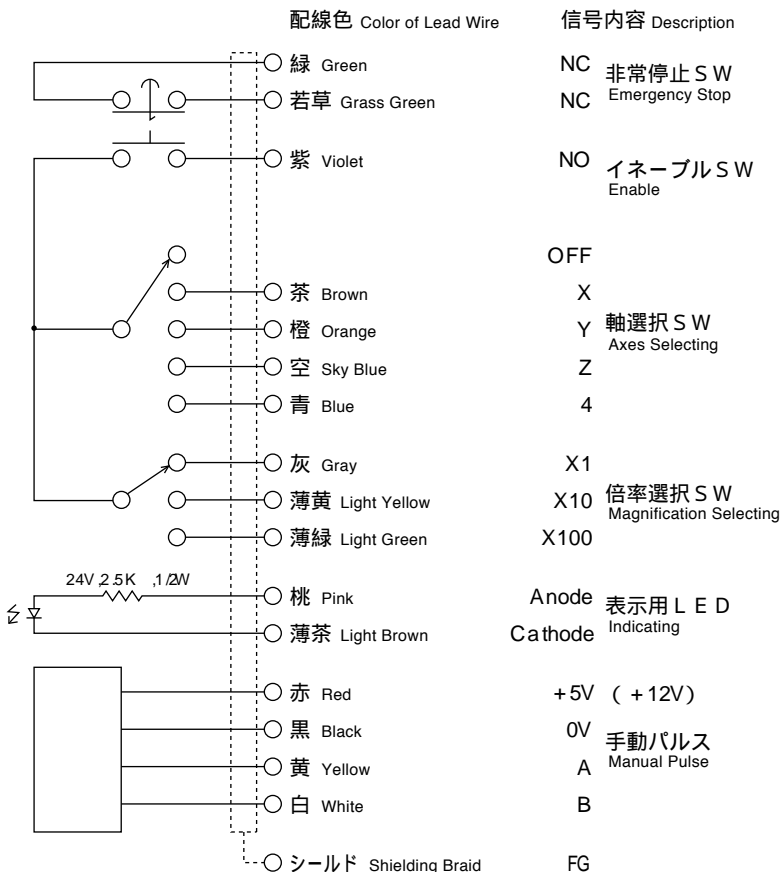 配線色 Color of Lead Wire 信号内容 Description
緑 Green NC 非常停止ＳＷ
Emergency Stop
若草 Grass Green NC
紫 Violet NO イネーブルＳＷ
Enable
OFF
茶 Brown X
橙 Orange Y 軸選択ＳＷ
Axes Selecting
空 Sky Blue Z
青 Blue 4
灰 Gray X1
薄黄 Light Yellow X10 倍率選択ＳＷ
Magnification Selecting
薄緑 Light Green X100
24V,2.5K ,1/2W
桃 Pink Anode 表示用ＬＥＤ
Indicating
薄茶 Light Brown Cathode
赤 Red +5V （+12V）
黒 Black 0V 手動パルス
Manual Pulse
黄 Yellow A
白 White B
シールド Shielding Braid FG